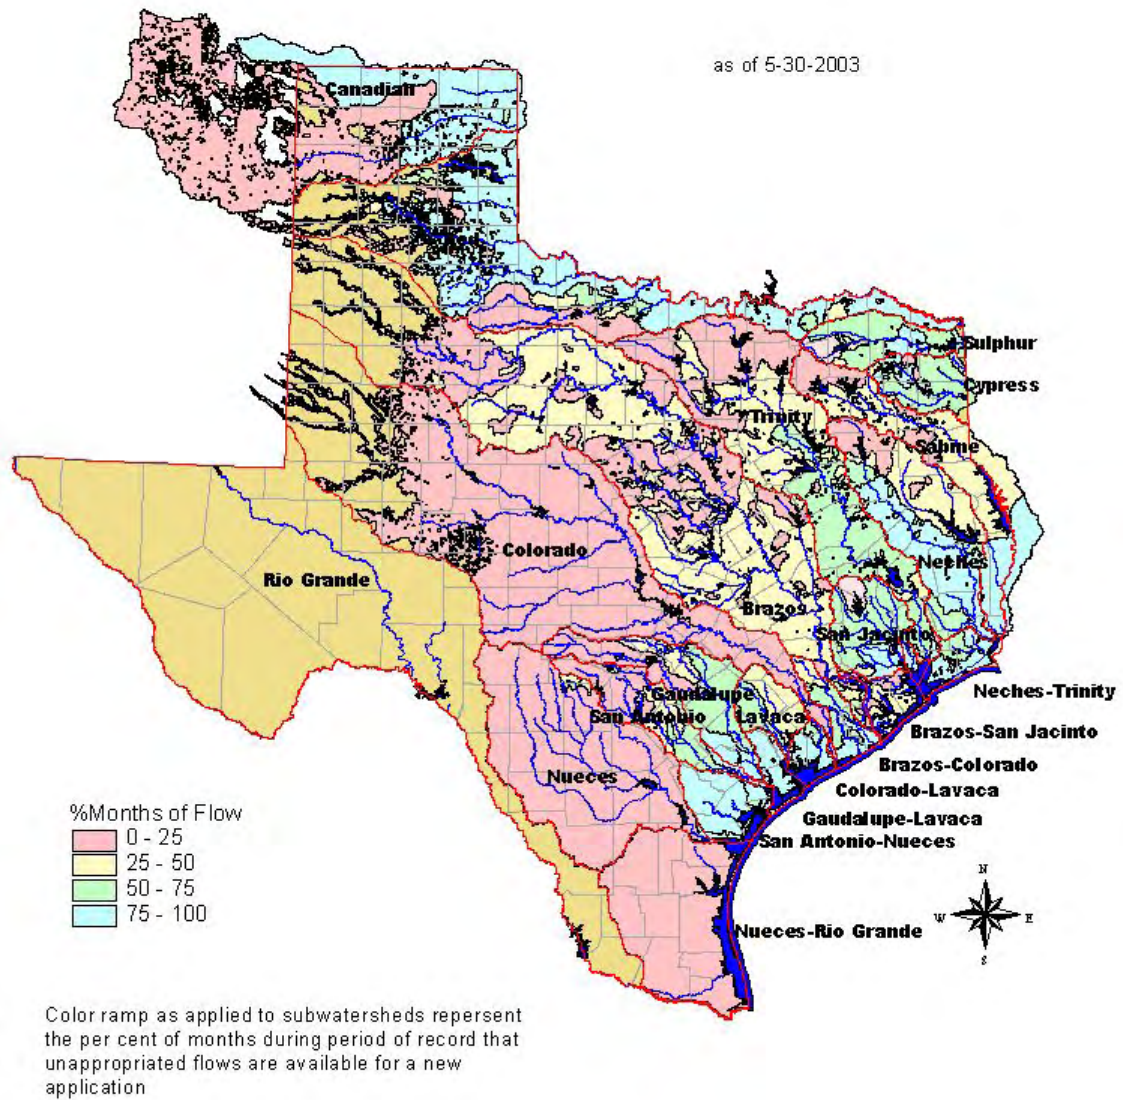 as of 5-30-2003
Canadian
Sulphur
Cypress
Trinity
Sabine
Colorado
Neches
Rio Grande
Brazos
San Jacinto
Neches-Trinity
Gaudalupe
San Antonio
Lavaca
Brazos-San Jacinto
Brazos-Colorado
Nueces
Colorado-Lavaca
Gaudalupe-Lavaca
San Antonio-Nueces
%Months of Flow
0 - 25
25 - 50
50 - 75
75 - 100
N
W
E
S
Nueces-Rio Grande
Color ramp as applied to subwatersheds repersent
the per cent of months during period of record that
unappropriated flows are available for a new
application